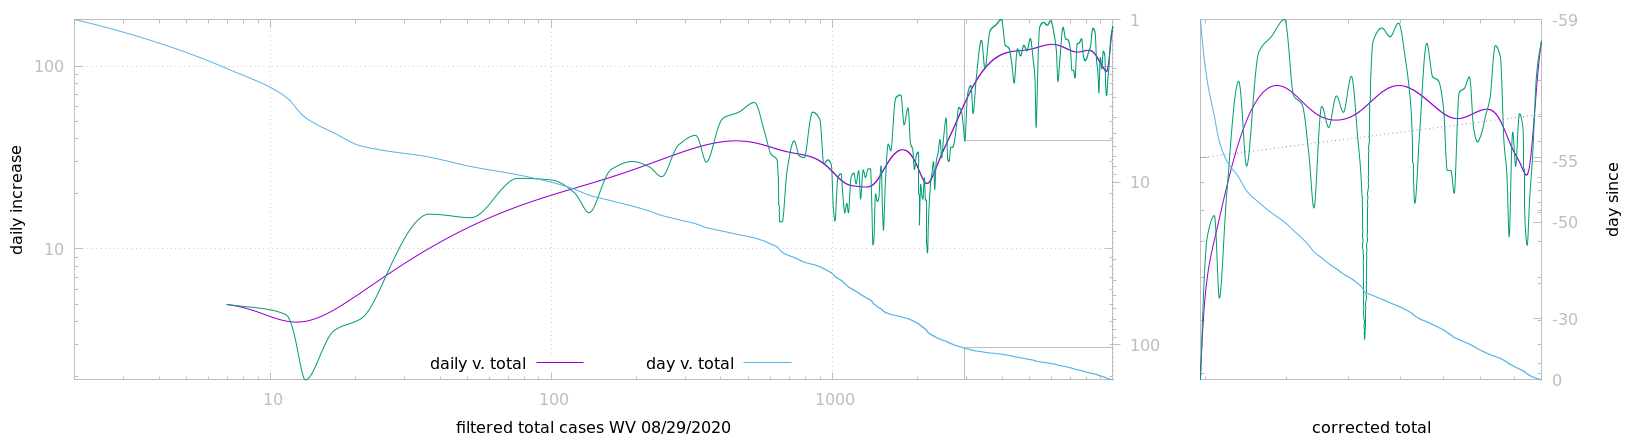 daily increase
100
10
10
100
1000
1
10
100
daily v. total
day v. total
filtered total cases WV 08/29/2020
-59
-55
-50
-30
0
day since
corrected total